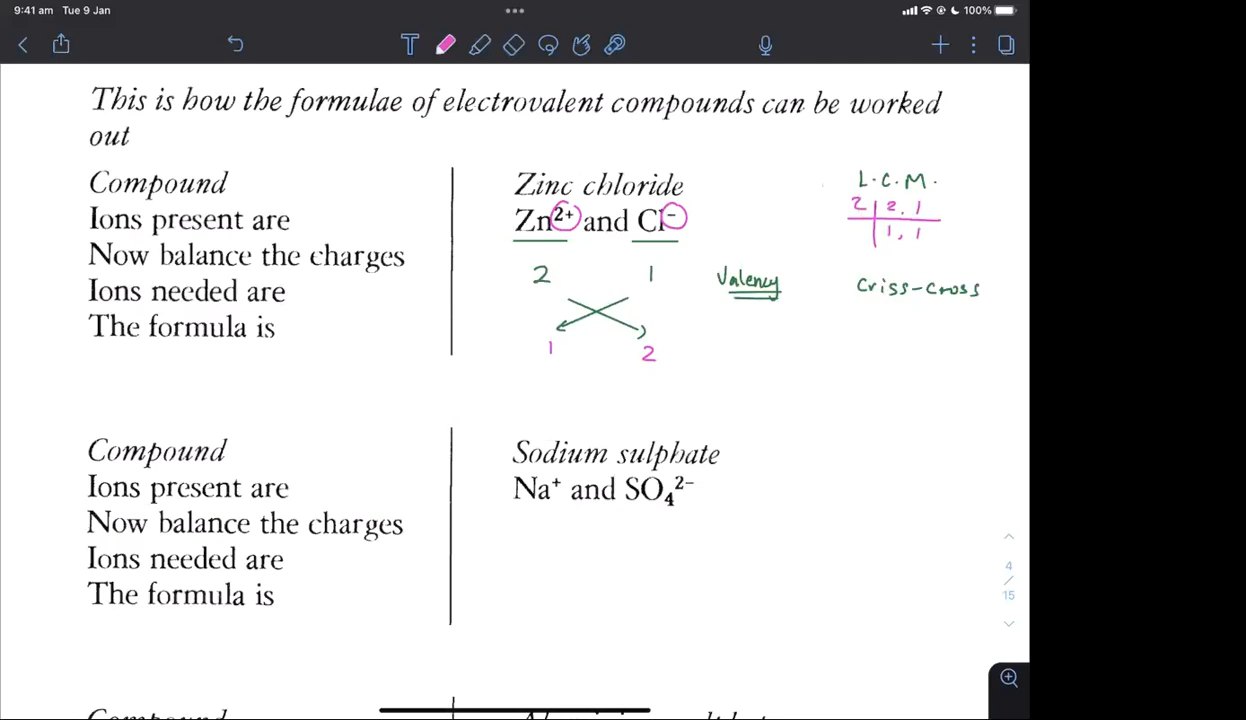 9:41 am Tue 9 Jan
100%
This is how the formulae of electrovalent compounds can be worked
out
Compound
Zinc chloride
L.C.M.
Ions present are
Zn²⁺ and Cl⁻
2 2, 1
1, 1
Now balance the charges
2 1 Valency Criss-cross
Ions needed are
The formula is
1 2
Compound
Sodium sulphate
Ions present are
Na⁺ and SO₄²⁻
Now balance the charges
Ions needed are
The formula is
4
/
15
Compound